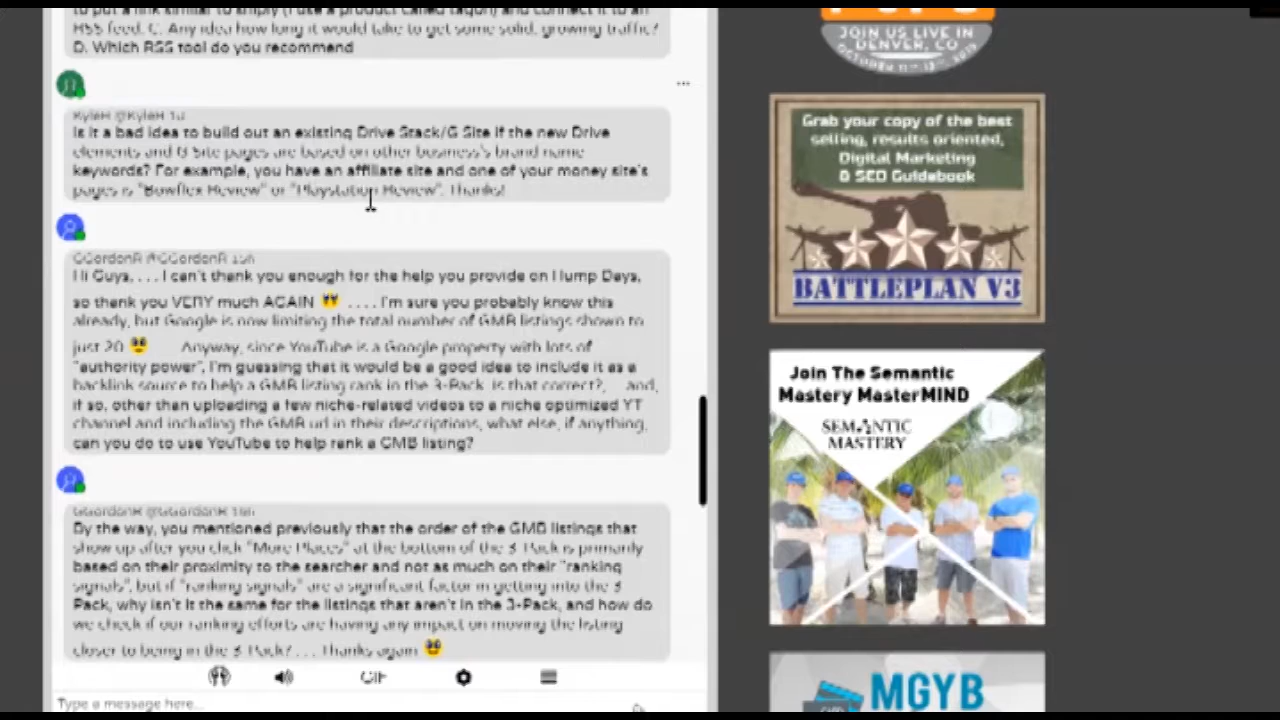 to put a link similar to sniply (I use a product called and connect it to an
RSS feed. C. Any idea how long it would take to get some solid, growing traffic?
D. Which RSS tool do you recommend
...
KyleH @KyleH 1d
Is it a bad idea to build out an existing Drive Stack/G Site if the new Drive
elements and G Site pages are based on other business's brand name
keywords? For example, you have an affiliate site and one of your money site's
pages is "Bowflex Review" or "Playstation Review". Thanks!
GGordonR @GGordonR
Hi Guys, . . . . I can't thank you enough for the help you provide on Hump Days,
so thank you VERY much AGAIN . . . . I'm sure you probably know this
already, but Google is now limiting the total number of GMB listings shown to
just 20 Anyway, since YouTube is a Google property with lots of
"authority power", I'm guessing that it would be a good idea to include it as a
backlink source to help a GMB listing rank in the 3-Pack. Is that correct?, and,
if so, other than uploading a few niche-related videos to a niche optimized YT
channel and including the GMB url in their descriptions, what else, if anything,
can you do to use YouTube to help rank a GMB listing?
GGordonR @GGordonR
By the way, you mentioned previously that the order of the GMB listings that
show up after you click "More Places" at the bottom of the 3-Pack is primarily
based on their proximity to the searcher and not as much on their "ranking
signals", but if "ranking signals" are a significant factor in getting into the 3-
Pack, why isn't it the same for the listings that aren't in the 3-Pack, and how do
we check if our ranking efforts are having any impact on moving the listing
closer to being in the 3-Pack? . . . Thanks again
GIF
Type a message here...
JOIN US LIVE IN
DENVER, CO
Grab your copy of the best
selling, results oriented,
Digital Marketing
& SEO Guidebook
BATTLEPLAN V3
Join The Semantic
Mastery MasterMIND
SEMANTIC
MASTERY
MGYB